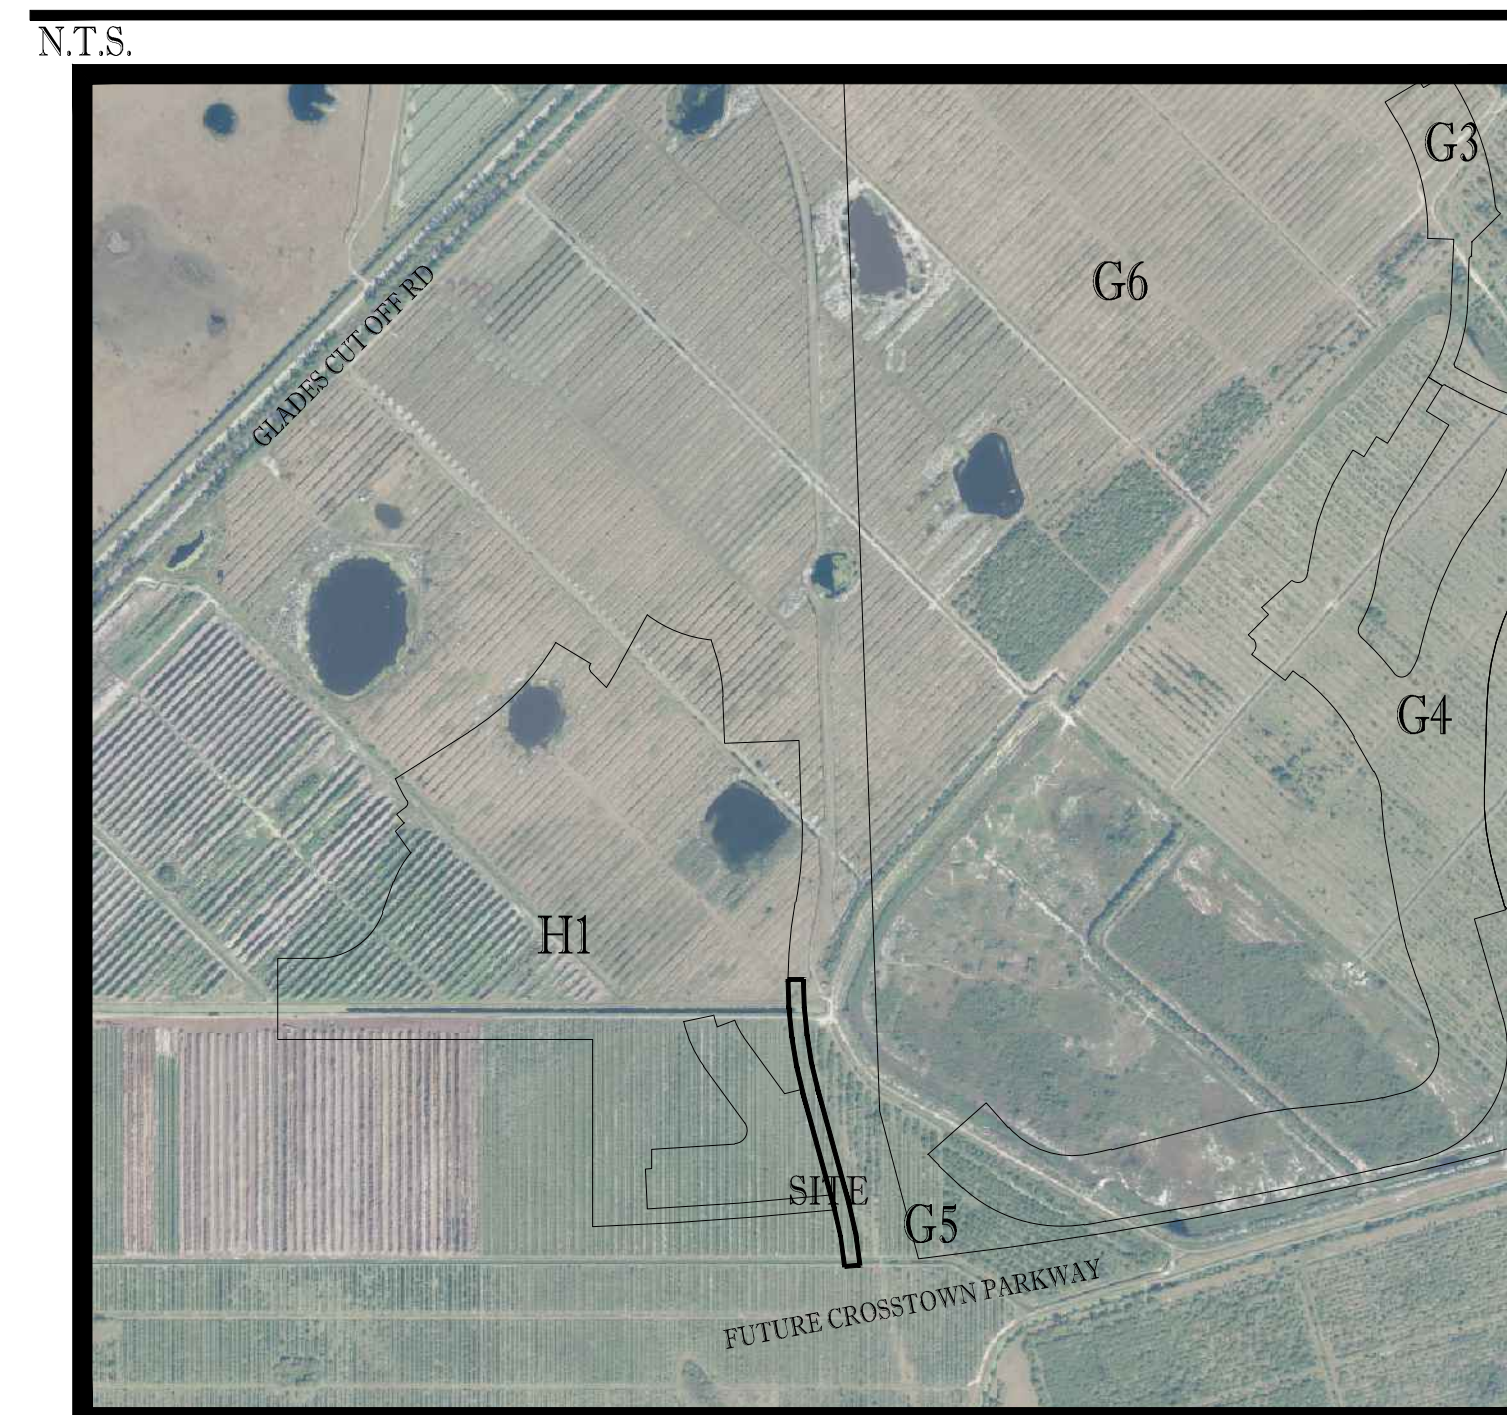 N.T.S.
G3
G6
GLADES CUT OFF RD
G4
H1
SITE
G5
FUTURE CROSSTOWN PARKWAY